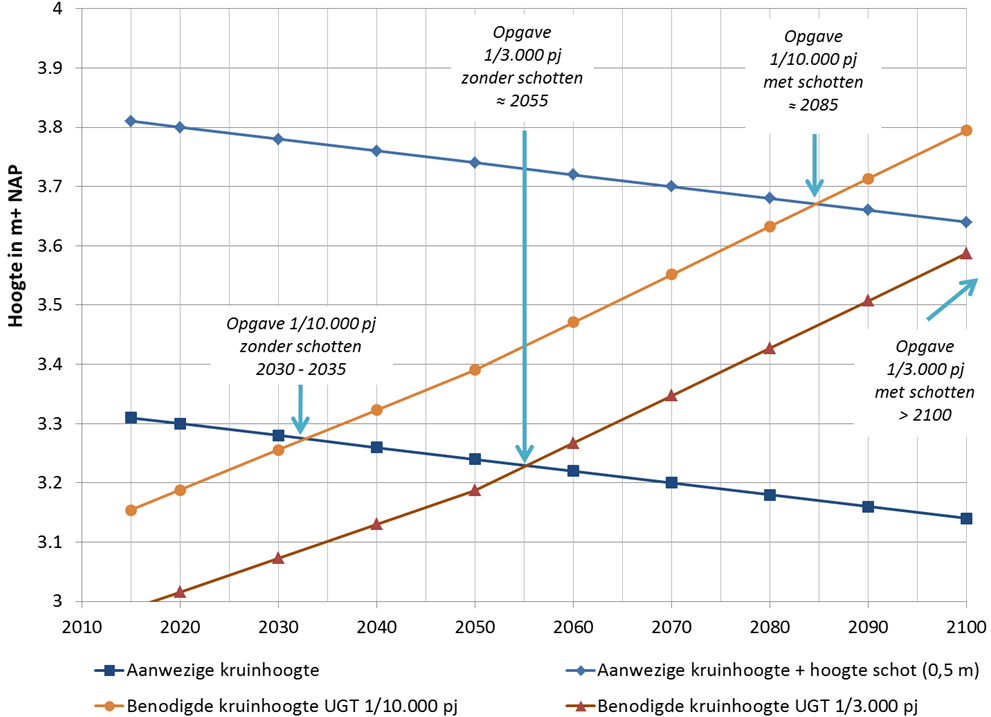 4
3.9
3.8
3.7
3.6
3.5
3.4
3.3
3.2
3.1
3
Hoogte in m+ NAP
Opgave
1/3.000 pj
zonder schotten
≈ 2055
Opgave
1/10.000 pj
met schotten
≈ 2085
Opgave 1/10.000 pj
zonder schotten
2030 - 2035
Opgave
1/3.000 pj
met schotten
> 2100
2010 2020 2030 2040 2050 2060 2070 2080 2090 2100
Aanwezige kruinhoogte
Aanwezige kruinhoogte + hoogte schot (0,5 m)
Benodigde kruinhoogte UGT 1/10.000 pj
Benodigde kruinhoogte UGT 1/3.000 pj